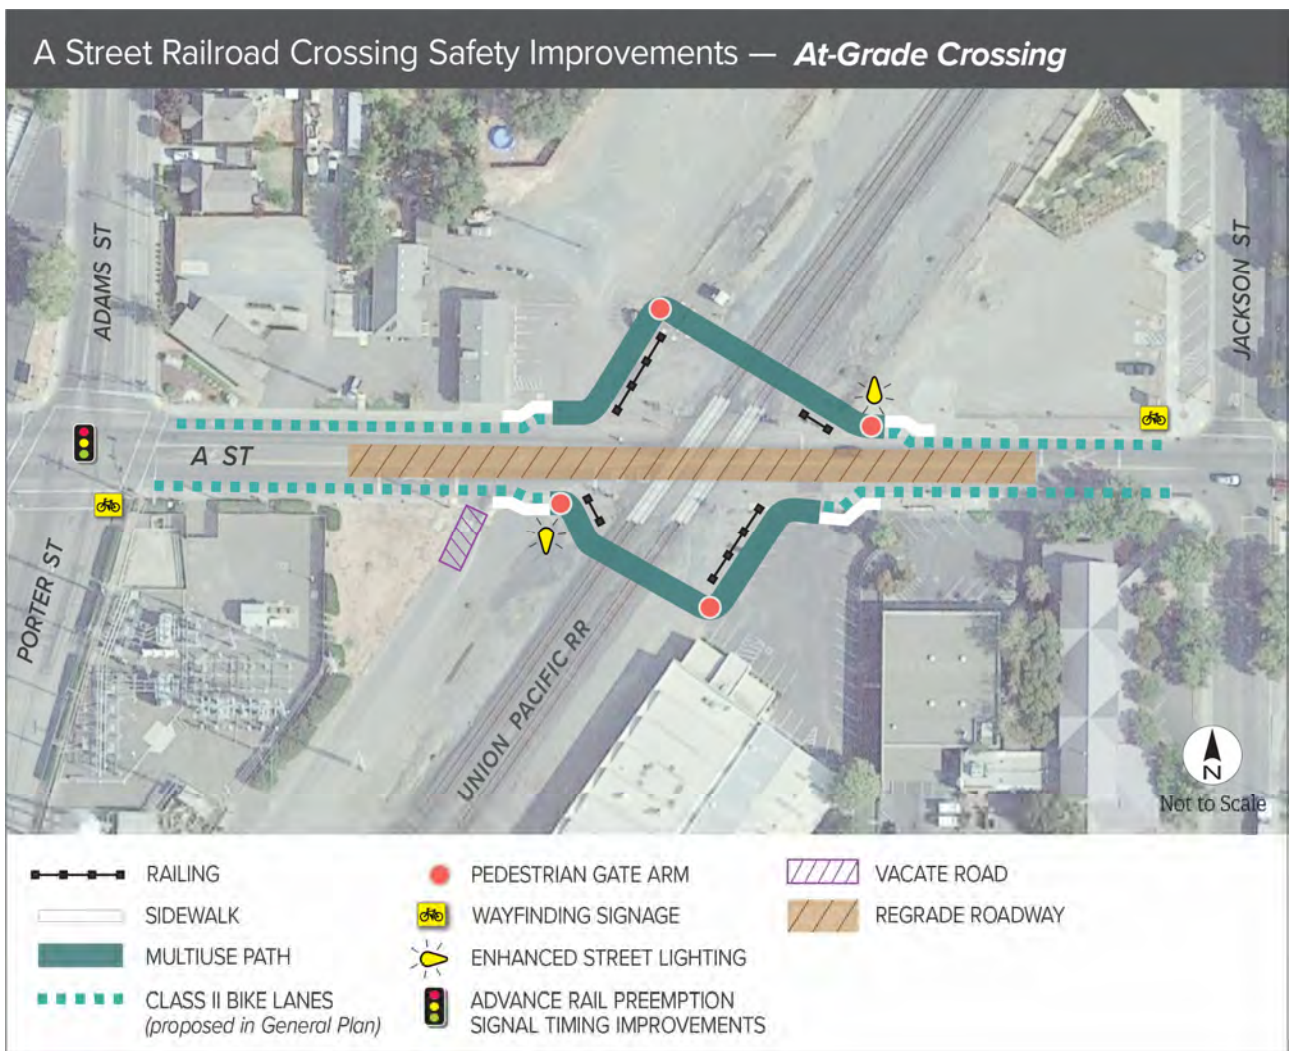 A Street Railroad Crossing Safety Improvements — At-Grade Crossing
ADAMS ST
JACKSON ST
A ST
PORTER ST
UNION PACIFIC RR
N
Not to Scale
RAILING
SIDEWALK
MULTIUSE PATH
CLASS II BIKE LANES
(proposed in General Plan)
PEDESTRIAN GATE ARM
WAYFINDING SIGNAGE
ENHANCED STREET LIGHTING
ADVANCE RAIL PREEMPTION
SIGNAL TIMING IMPROVEMENTS
VACATE ROAD
REGRADE ROADWAY